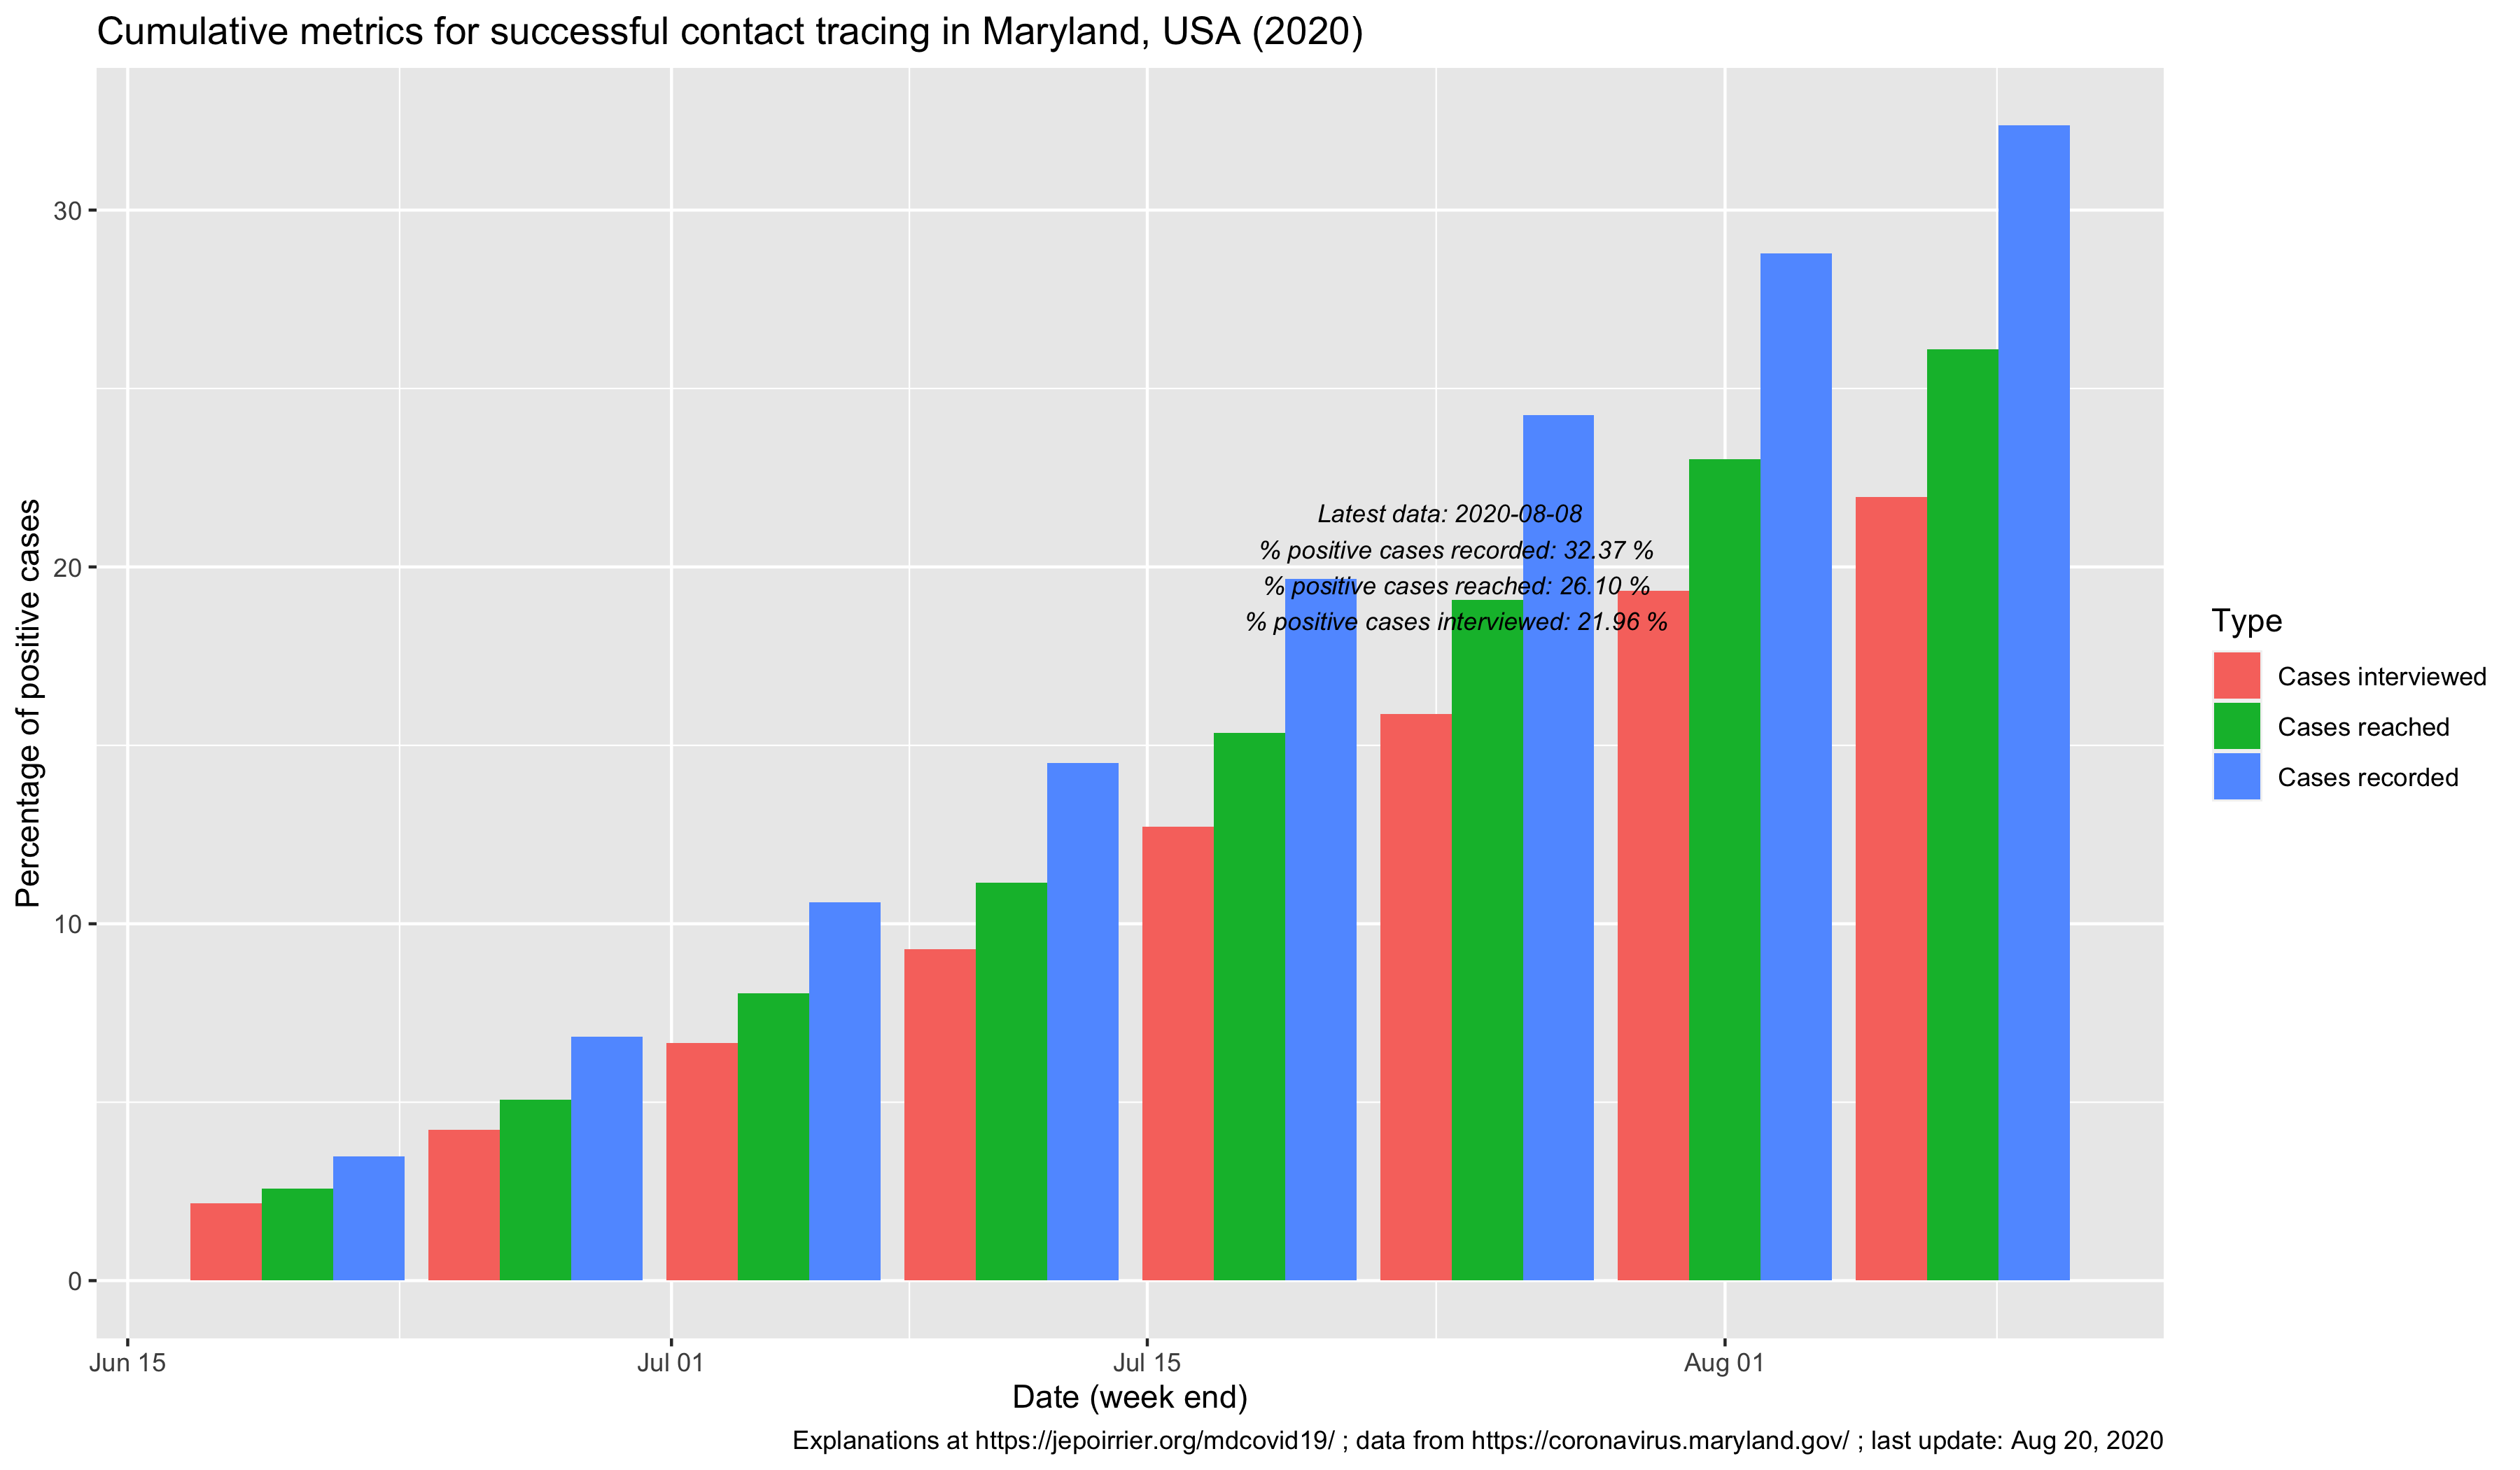 Cumulative metrics for successful contact tracing in Maryland, USA (2020)
Percentage of positive cases
30
20
10
0
Latest data: 2020-08-08
% positive cases recorded: 32.37 %
% positive cases reached: 26.10 %
% positive cases interviewed: 21.96 %
Type
Cases interviewed
Cases reached
Cases recorded
Jun 15
Jul 01
Jul 15
Aug 01
Date (week end)
Explanations at https://jepoirrier.org/mdcovid19/ ; data from https://coronavirus.maryland.gov/ ; last update: Aug 20, 2020